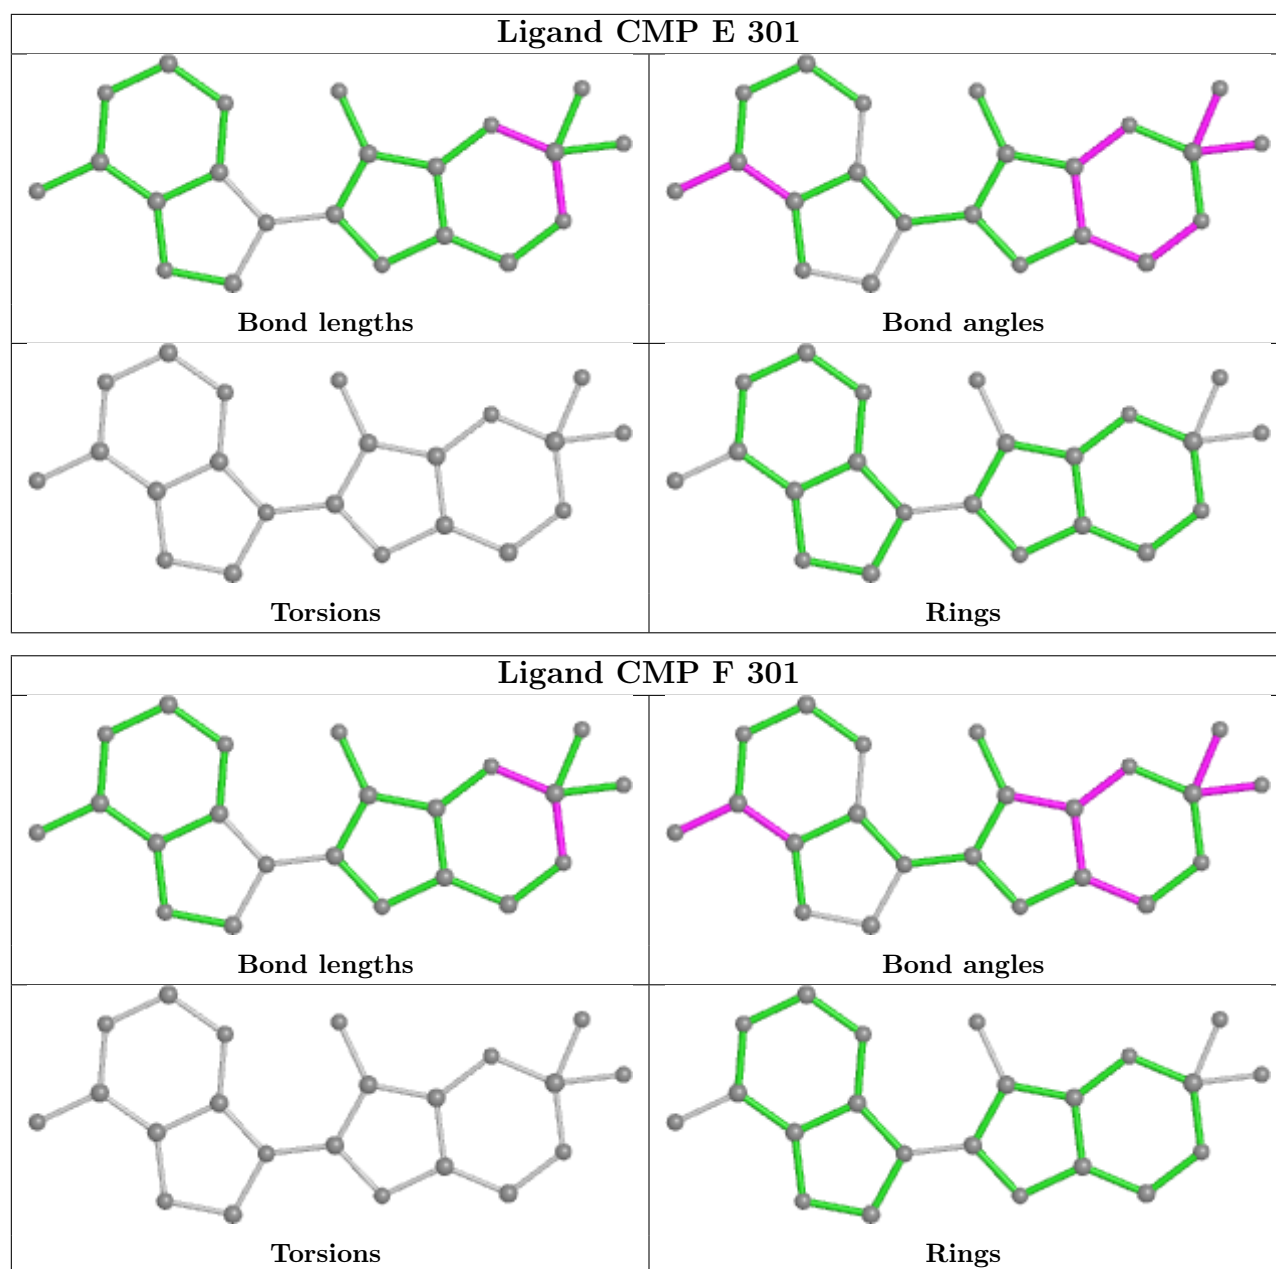 Ligand CMP E 301
Bond lengths
Bond angles
Torsions
Rings
Ligand CMP F 301
Bond lengths
Bond angles
Torsions
Rings